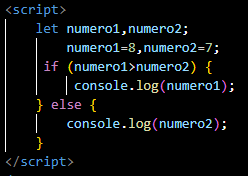 <script>
let numero1,numero2;
numero1=8,numero2=7;
if (numero1>numero2) {
console.log(numero1);
} else {
console.log(numero2);
}
</script>